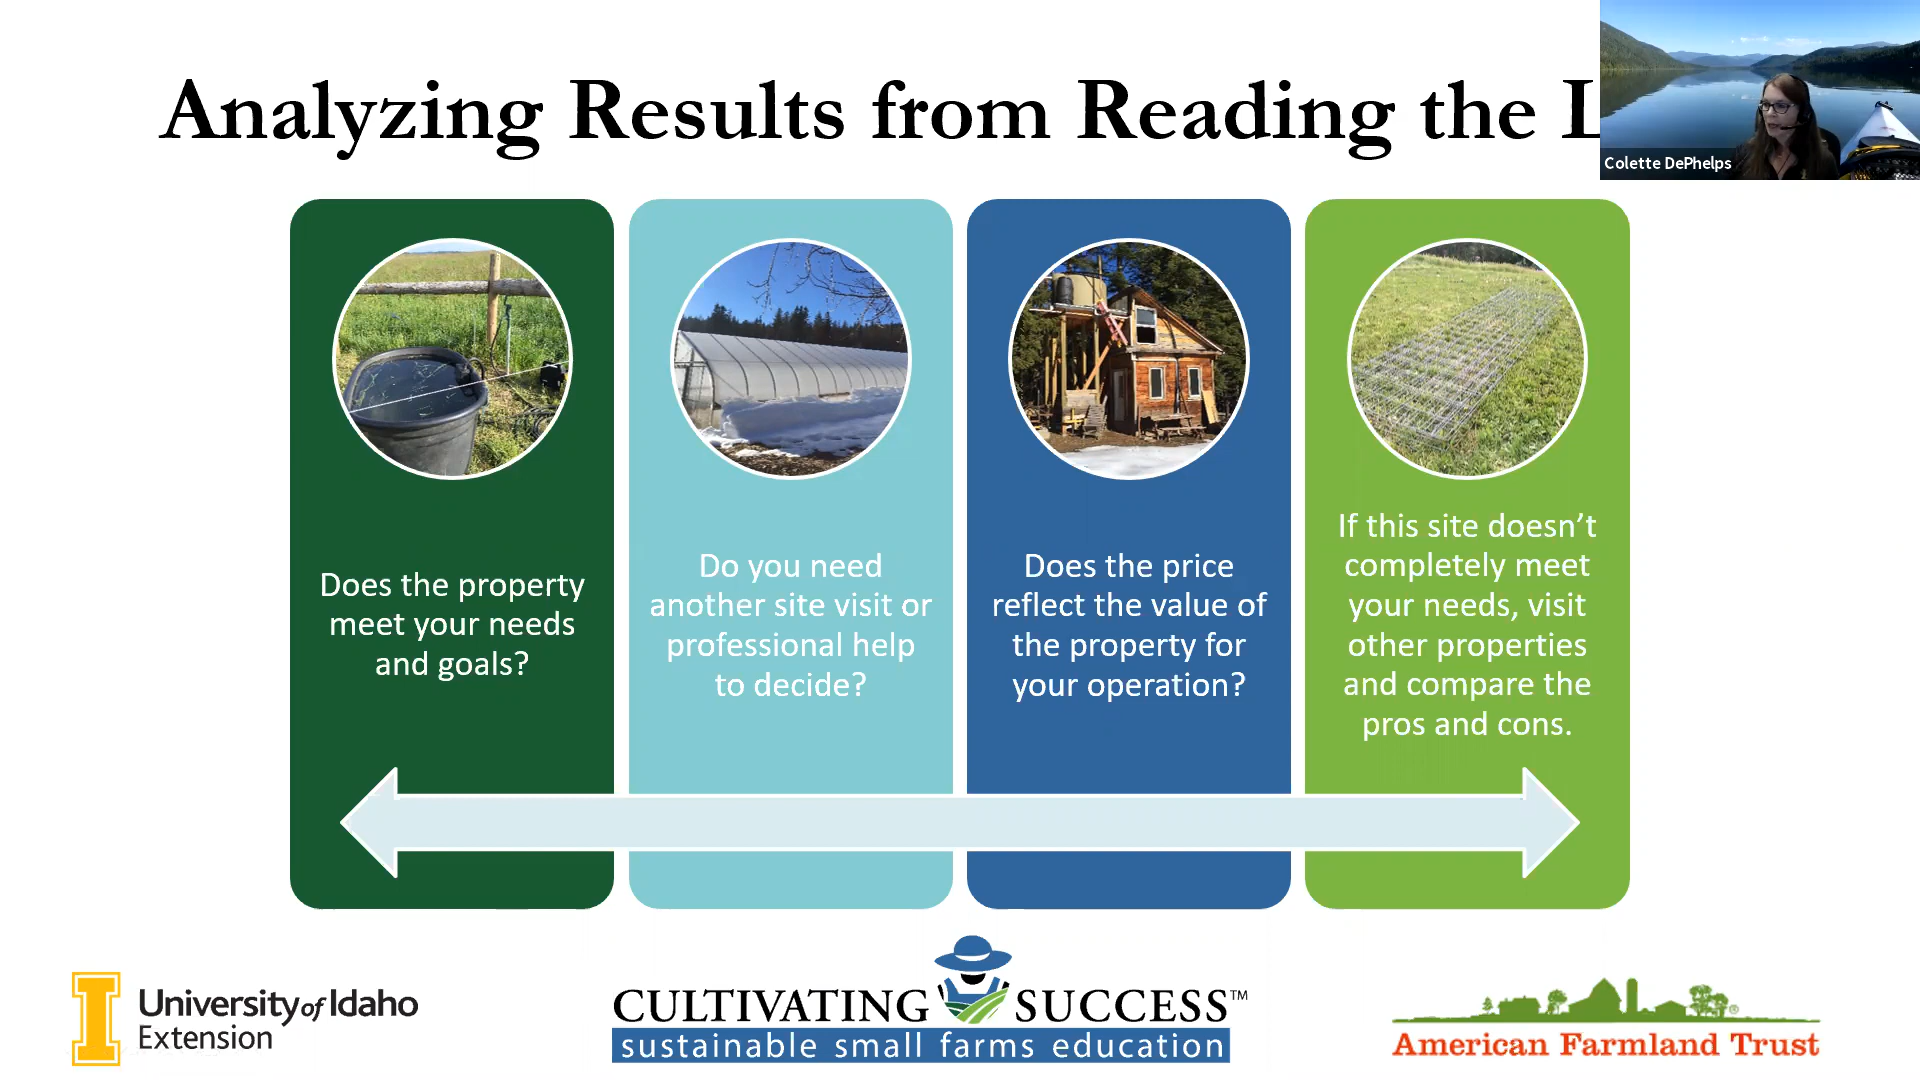 Analyzing Results from Reading the L
Colette DePhelps
Does the property
meet your needs
and goals?
Do you need
another site visit or
professional help
to decide?
Does the price
reflect the value of
the property for
your operation?
If this site doesn’t
completely meet
your needs, visit
other properties
and compare the
pros and cons.
I
University of Idaho
Extension
CULTIVATING SUCCESS™
sustainable small farms education
American Farmland Trust